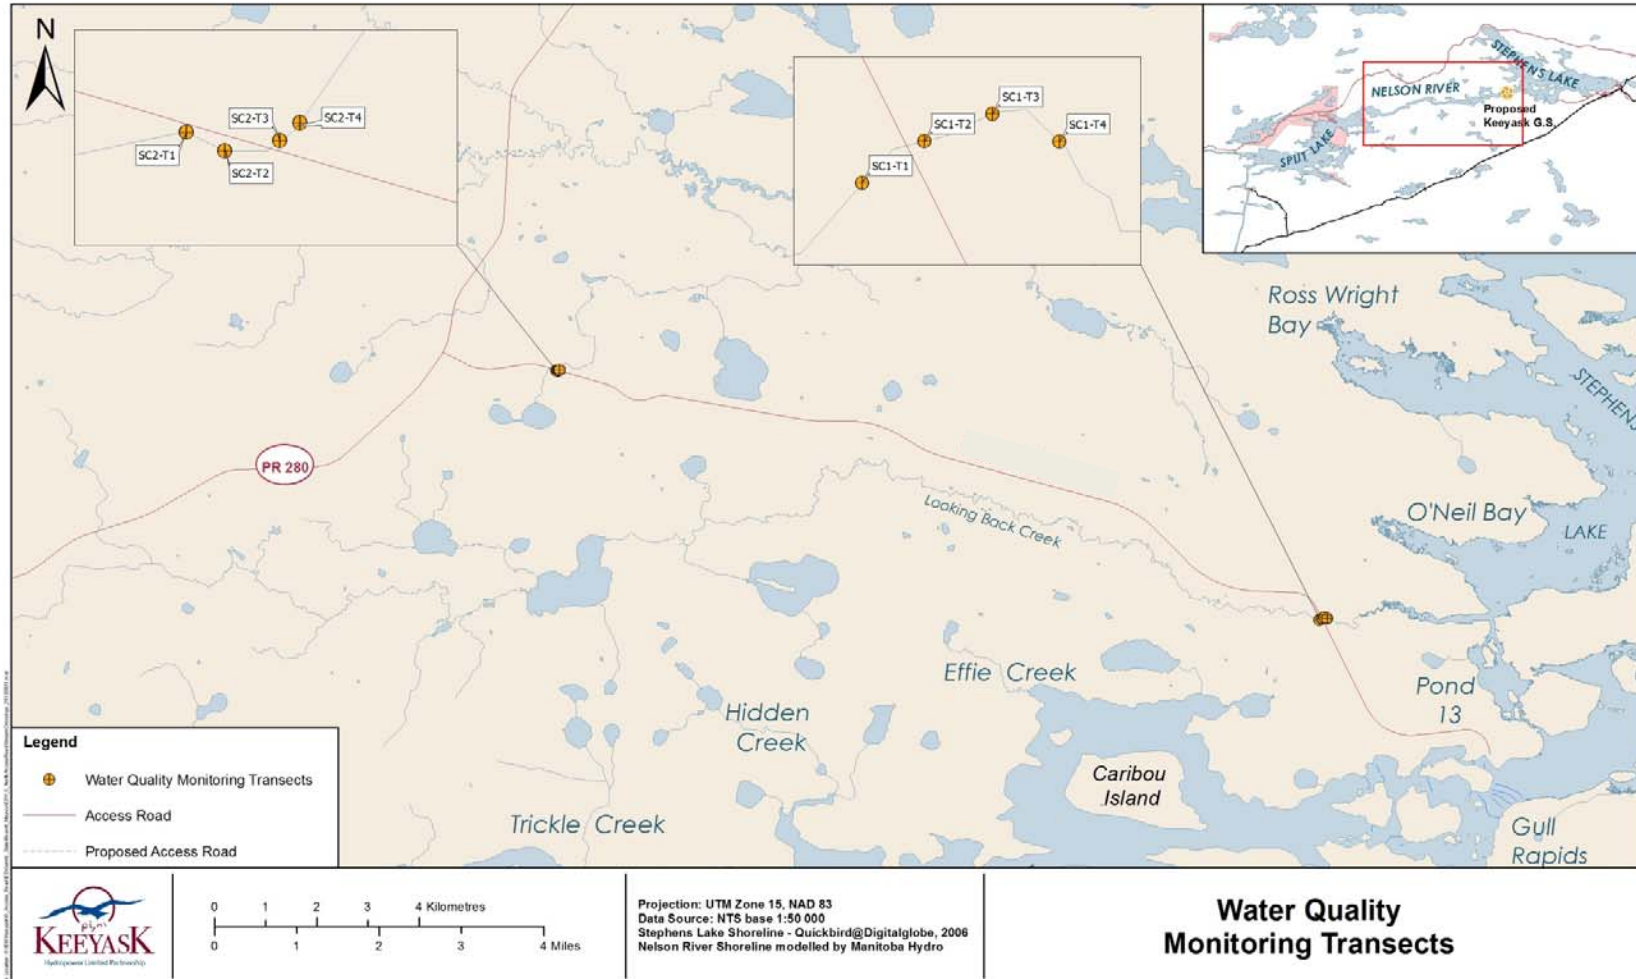 N
SC2-T3
SC2-T4
SC2-T1
SC2-T2
SC1-T3
SC1-T2
SC1-T4
SC1-T1
STEPHENS LAKE
NELSON RIVER
Proposed
Keeyask G.S.
SPLIT LAKE
Ross Wright
Bay
STEPHENS
PR 280
Looking Back Creek
O'Neil Bay
LAKE
Effie Creek
Pond
13
Hidden
Creek
Caribou
Island
Trickle Creek
Gull
Rapids
Legend
Water Quality Monitoring Transects
Access Road
Proposed Access Road
KEEYASK
Hydropower Limited Partnership
0 1 2 3 4 Kilometres
0 1 2 3 4 Miles
Projection: UTM Zone 15, NAD 83
Data Source: NTS base 1:50 000
Stephens Lake Shoreline - Quickbird@Digitalglobe, 2006
Nelson River Shoreline modelled by Manitoba Hydro
Water Quality
Monitoring Transects